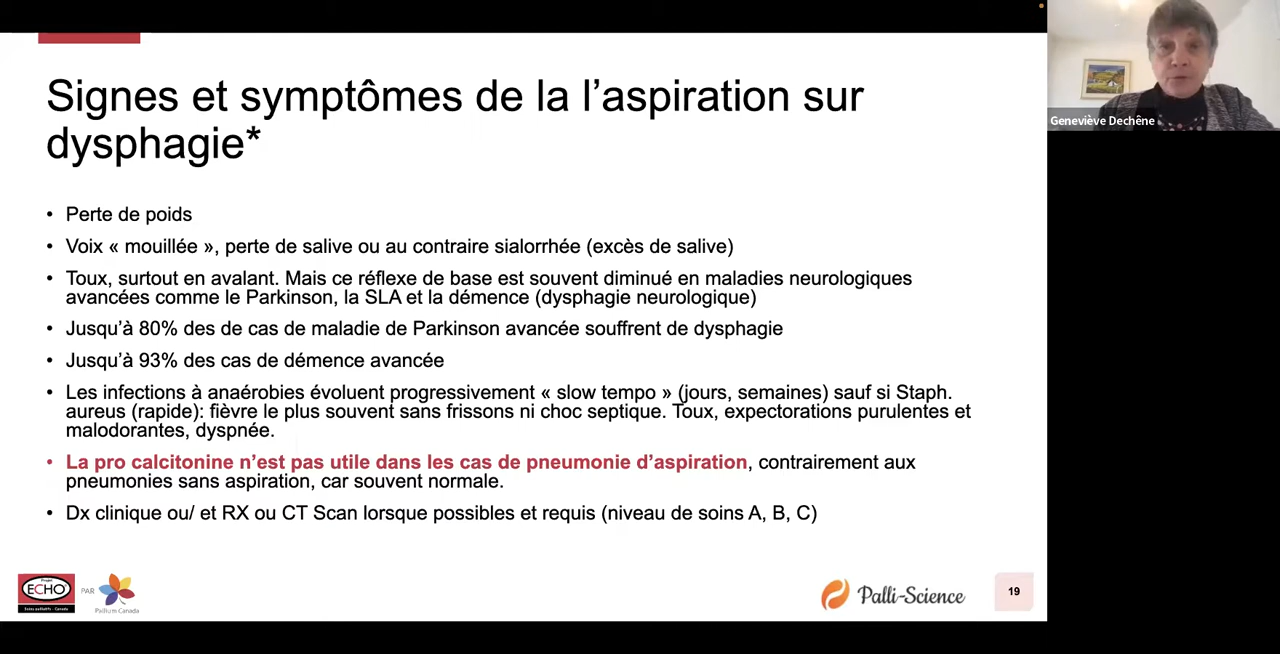 Signes et symptômes de la l’aspiration sur
dysphagie*
• Perte de poids
• Voix « mouillée », perte de salive ou au contraire sialorrhée (excès de salive)
• Toux, surtout en avalant. Mais ce réflexe de base est souvent diminué en maladies neurologiques
avancées comme le Parkinson, la SLA et la démence (dysphagie neurologique)
• Jusqu’à 80% des de cas de maladie de Parkinson avancée souffrent de dysphagie
• Jusqu’à 93% des cas de démence avancée
• Les infections à anaérobies évoluent progressivement « slow tempo » (jours, semaines) sauf si Staph.
aureus (rapide): fièvre le plus souvent sans frissons ni choc septique. Toux, expectorations purulentes et
malodorantes, dyspnée.
• La pro calcitonine n’est pas utile dans les cas de pneumonie d’aspiration, contrairement aux
pneumonies sans aspiration, car souvent normale.
• Dx clinique ou/ et RX ou CT Scan lorsque possibles et requis (niveau de soins A, B, C)
Geneviève Dechêne
Projet
ECHO
Soins palliatifs Canada
PAR
Pallium Canada
Palli-Science
19